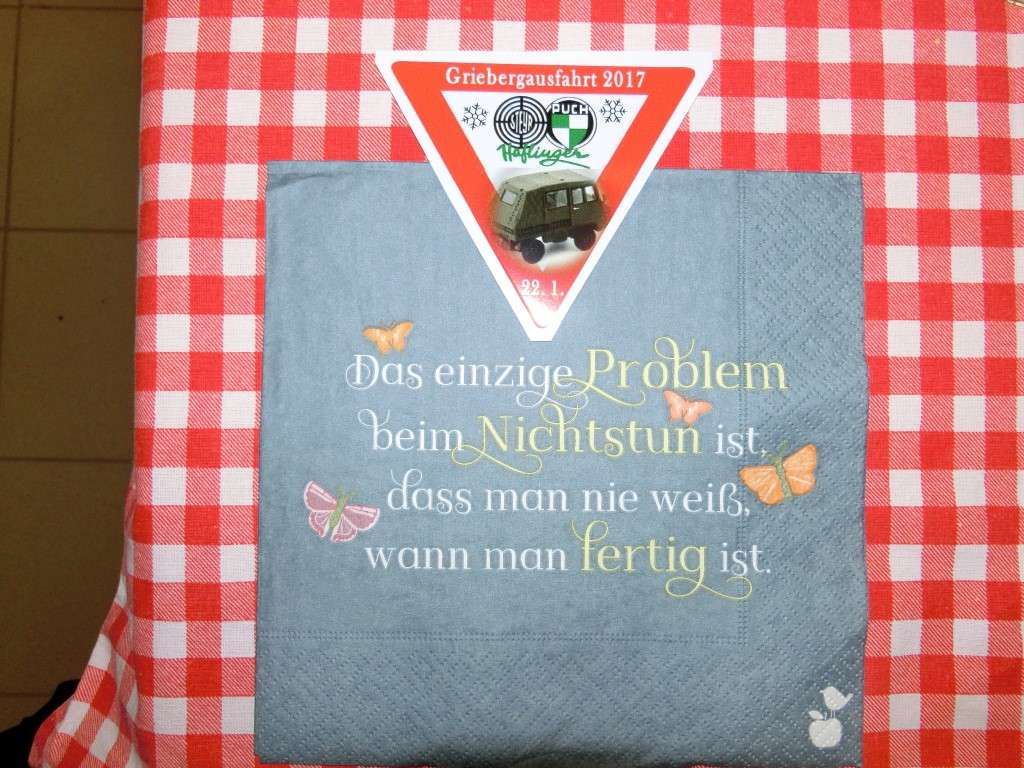 Griebergausfahrt 2017
STEYR PUCH
Haflinger
22. 1.
Das einzige Problem
beim Nichtstun ist,
dass man nie weiß,
wann man fertig ist.